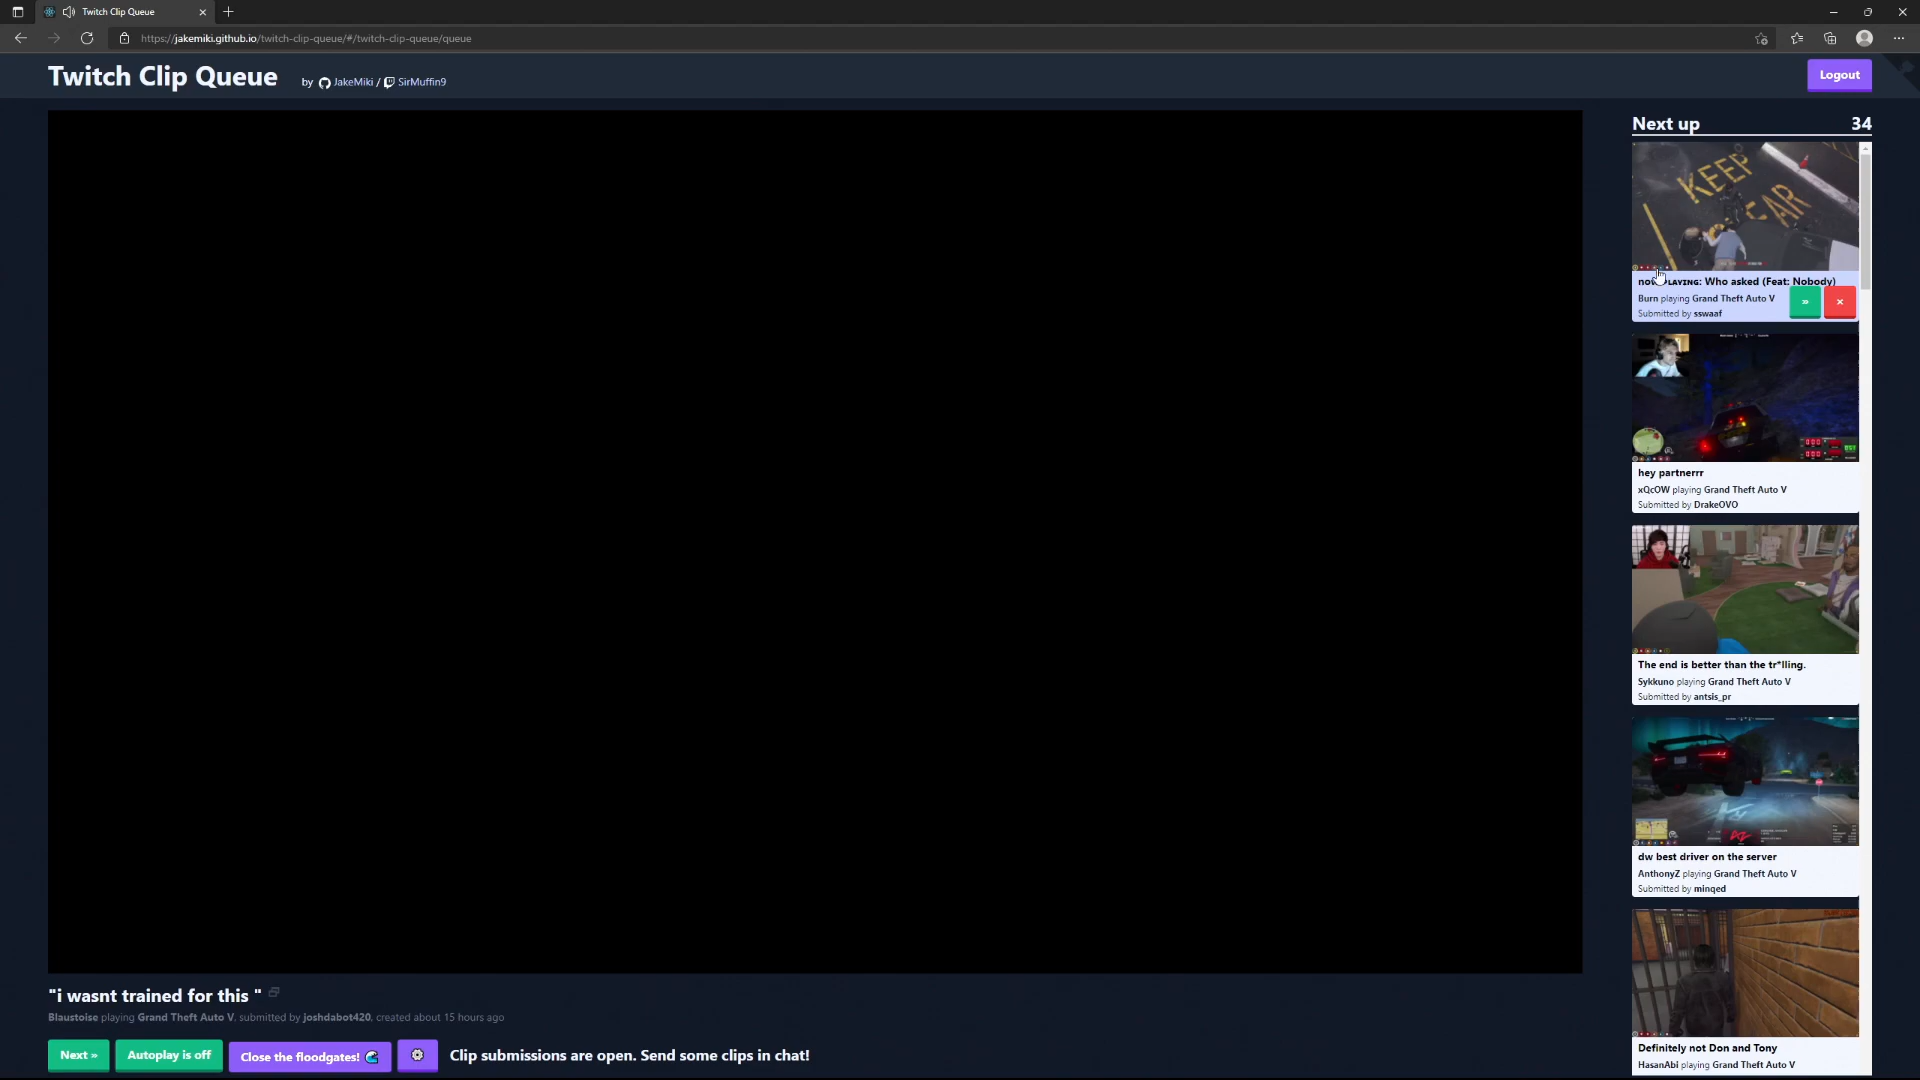 Twitch Clip Queue
https://jakemiki.github.io/twitch-clip-queue/#/twitch-clip-queue/queue
Twitch Clip Queue
by JakeMiki / SirMuffin9
Logout
Next up 34
KEEP
Who asked (Feat: Nobody)
Burn playing Grand Theft Auto V
Submitted by sswaaf
»
×
hey partnerrr
xQcOW playing Grand Theft Auto V
Submitted by DrakeOVO
The end is better than the tr*lling.
Sykkuno playing Grand Theft Auto V
Submitted by antsis_pr
dw best driver on the server
AnthonyZ playing Grand Theft Auto V
Submitted by minqed
Definitely not Don and Tony
HasanAbi playing Grand Theft Auto V
"i wasnt trained for this "
Blaustoise playing Grand Theft Auto V, submitted by joshdabot420, created about 15 hours ago
Next »
Autoplay is off
Close the floodgates! 🌊
Clip submissions are open. Send some clips in chat!